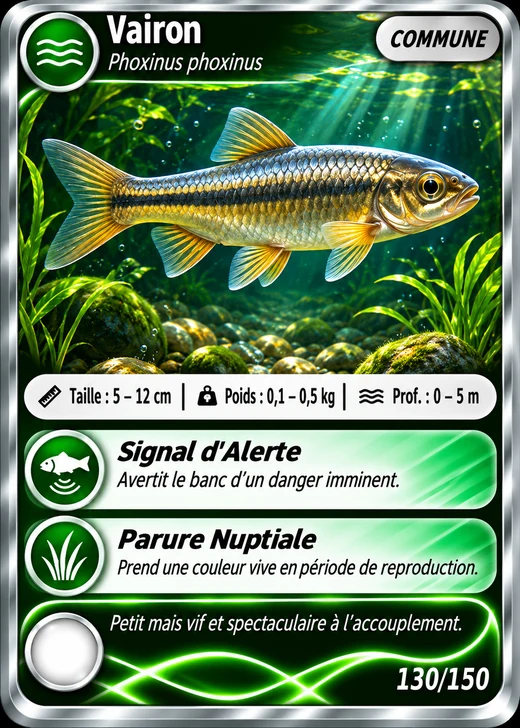 Vairon
COMMUNE
Phoxinus phoxinus
Taille : 5 – 12 cm | Poids : 0,1 – 0,5 kg | Prof. : 0 – 5 m
Signal d'Alerte
Avertit le banc d'un danger imminent.
Parure Nuptiale
Prend une couleur vive en période de reproduction.
Petit mais vif et spectaculaire à l'accouplement.
130/150